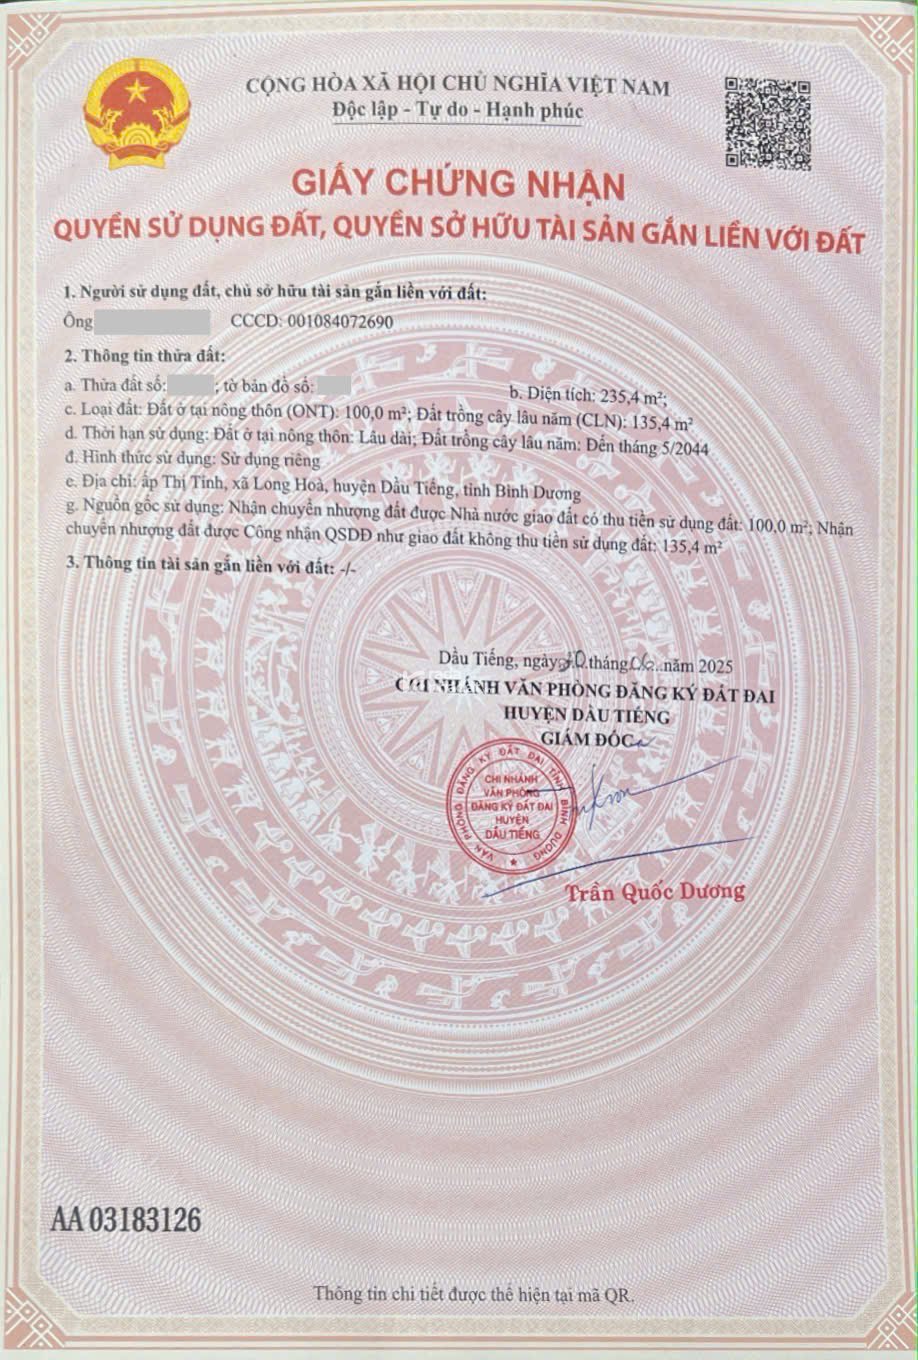 CỘNG HÒA XÃ HỘI CHỦ NGHĨA VIỆT NAM
Độc lập - Tự do - Hạnh phúc
GIẤY CHỨNG NHẬN
QUYỀN SỬ DỤNG ĐẤT, QUYỀN SỞ HỮU TÀI SẢN GẮN LIỀN VỚI ĐẤT
1. Người sử dụng đất, chủ sở hữu tài sản gắn liền với đất:
Ông CCCD: 001084072690
2. Thông tin thửa đất:
a. Thửa đất số: ; tờ bản đồ số: b. Diện tích: 235,4 m²;
c. Loại đất: Đất ở tại nông thôn (ONT): 100,0 m²; Đất trồng cây lâu năm (CLN): 135,4 m²
d. Thời hạn sử dụng: Đất ở tại nông thôn: Lâu dài; Đất trồng cây lâu năm: Đến tháng 5/2044
đ. Hình thức sử dụng: Sử dụng riêng
e. Địa chỉ: ấp Thị Tính, xã Long Hoà, huyện Dầu Tiếng, tỉnh Bình Dương
g. Nguồn gốc sử dụng: Nhận chuyển nhượng đất được Nhà nước giao đất có thu tiền sử dụng đất: 100,0 m²; Nhận
chuyển nhượng đất được Công nhận QSDĐ như giao đất không thu tiền sử dụng đất: 135,4 m²
3. Thông tin tài sản gắn liền với đất: -/-
Dầu Tiếng, ngày tháng 06 năm 2025
CHI NHÁNH VĂN PHÒNG ĐĂNG KÝ ĐẤT ĐAI
HUYỆN DẦU TIẾNG
GIÁM ĐỐC
VĂN PHÒNG ĐĂNG KÝ ĐẤT ĐAI TỈNH BÌNH DƯƠNG
CHI NHÁNH
VĂN PHÒNG
ĐĂNG KÝ ĐẤT ĐAI
HUYỆN
DẦU TIẾNG
Trần Quốc Dương
AA 03183126
Thông tin chi tiết được thể hiện tại mã QR.